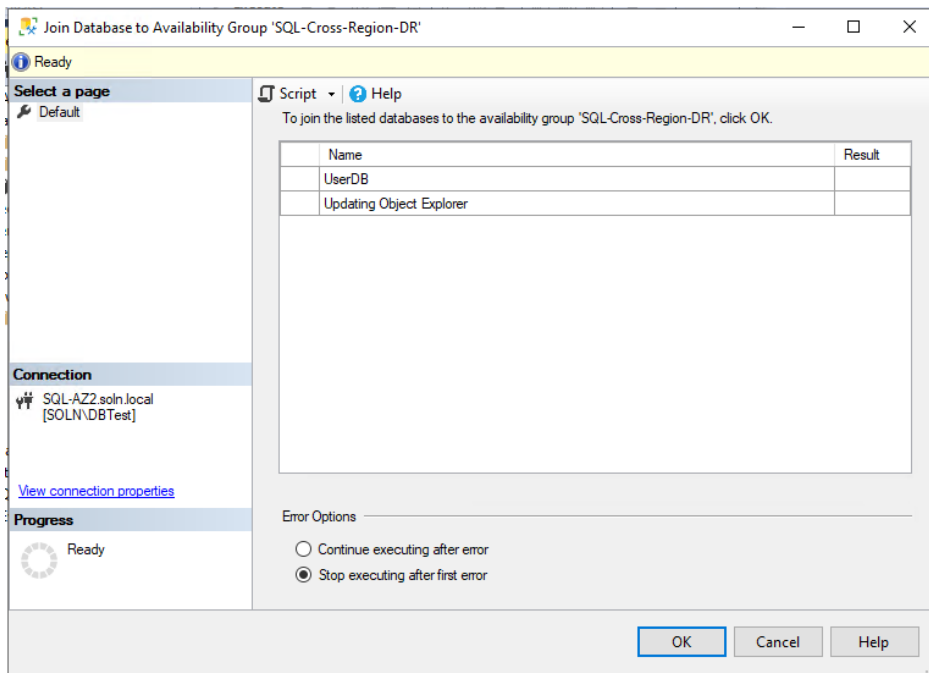 Join Database to Availability Group 'SQL-Cross-Region-DR'
Ready
Select a page
Default
Script
Help
To join the listed databases to the availability group 'SQL-Cross-Region-DR', click OK.
Name Result
UserDB
Updating Object Explorer
Connection
SQL-AZ2.soln.local
[SOLN\DBTest]
View connection properties
Progress
Ready
Error Options
Continue executing after error
Stop executing after first error
OK Cancel Help